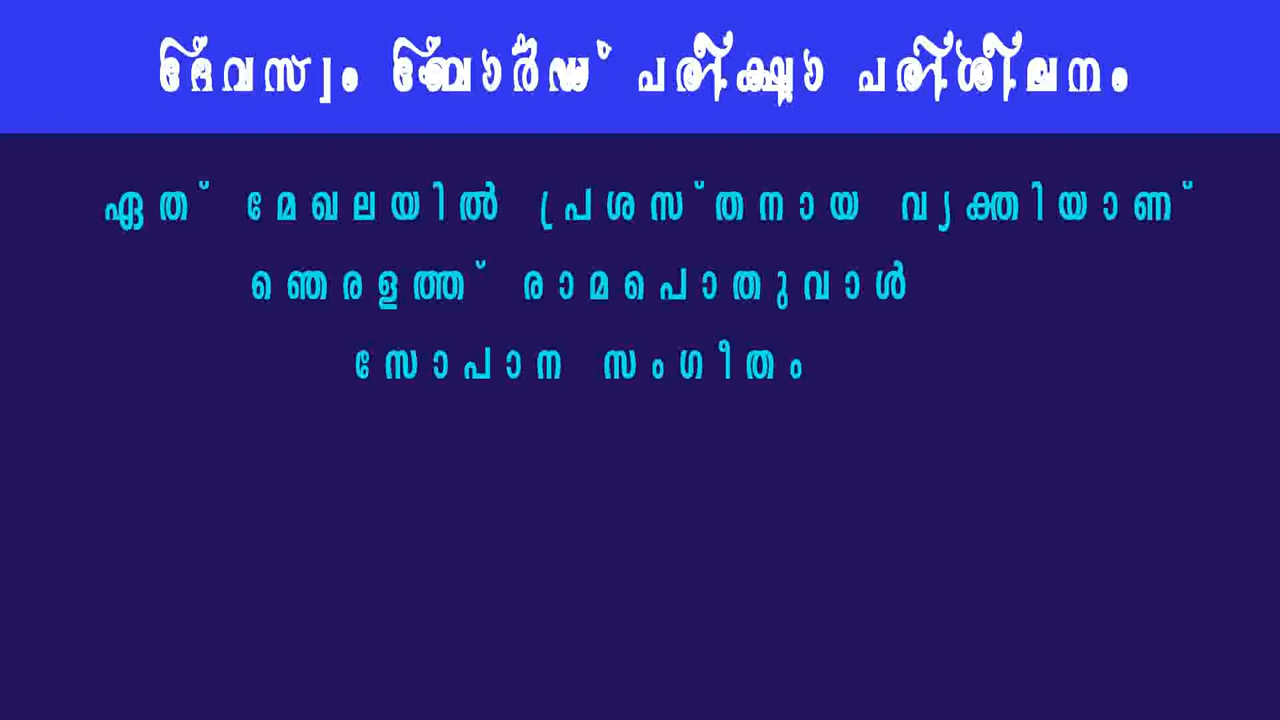 ദേവസ്വം ബോർഡ് പരീക്ഷാ പരിശീലനം
ഏത് മേഖലയിൽ പ്രശസ്തനായ വ്യക്തിയാണ്
ഞെരളത്ത് രാമപൊതുവാൾ
സോപാന സംഗീതം